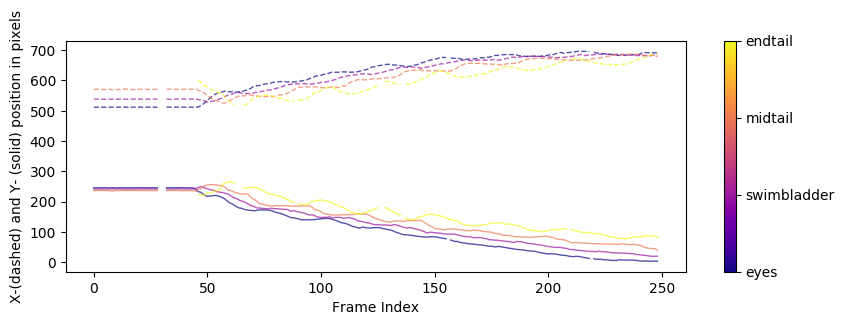 X-(dashed) and Y- (solid) position in pixels
700
600
500
400
300
200
100
0
0
50
100
150
200
250
Frame Index
endtail
midtail
swimbladder
eyes